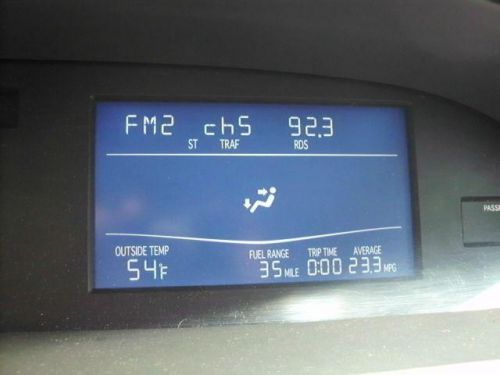 FM2 ch5 92.3
ST TRAF RDS
OUTSIDE TEMP FUEL RANGE TRIP TIME AVERAGE
54°F 35 MILE 0:00 23.3 MPG